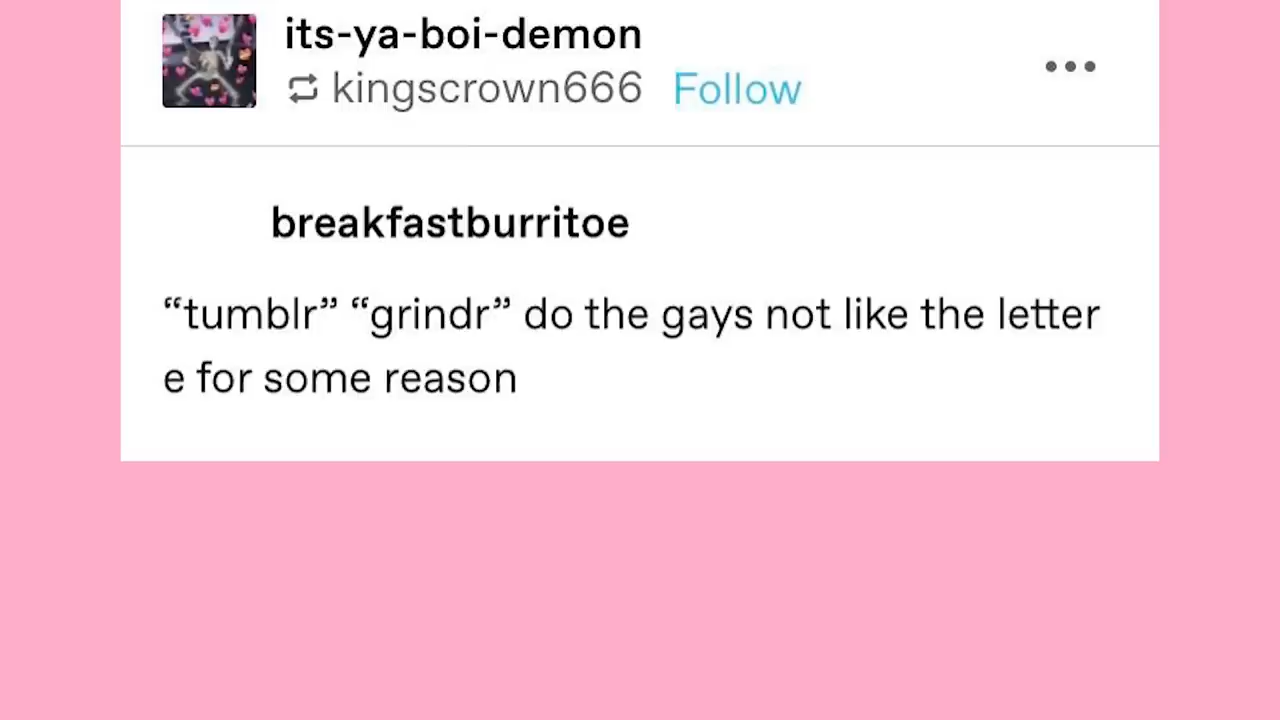 its-ya-boi-demon
kingscrown666 Follow
breakfastburritoe
“tumblr” “grindr” do the gays not like the letter
e for some reason